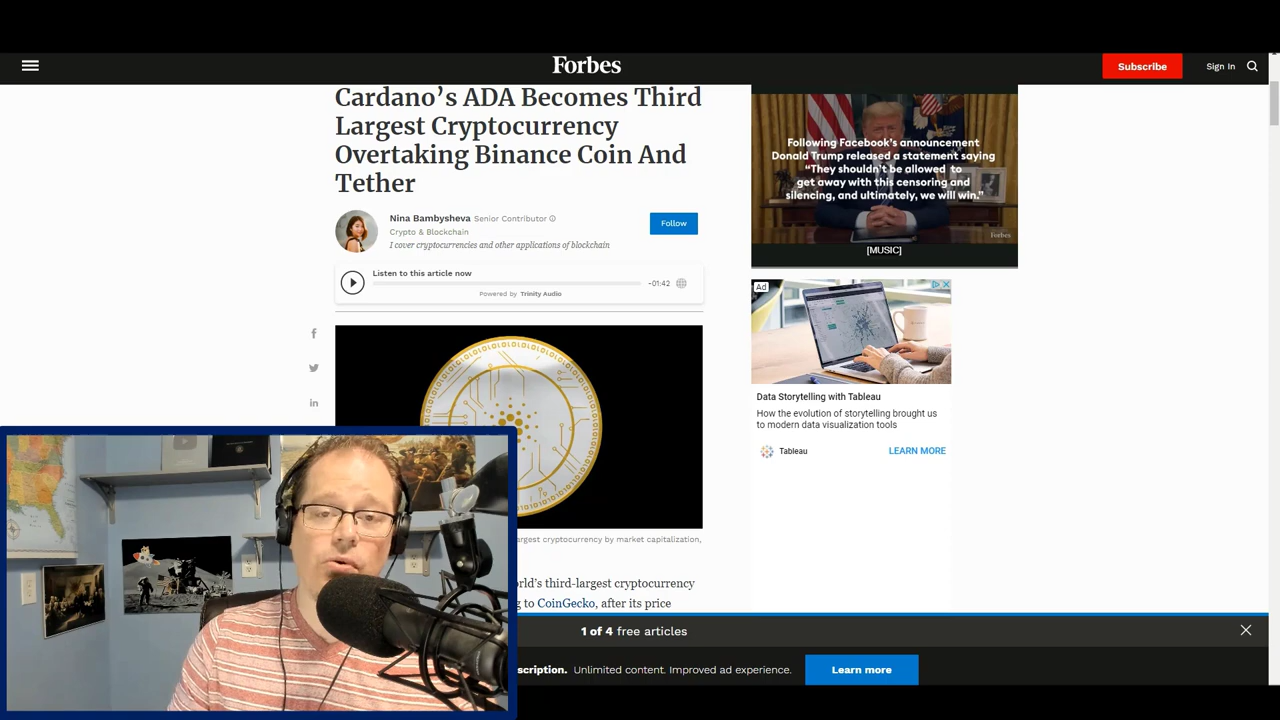 Forbes
Subscribe
Sign In
Cardano's ADA Becomes Third
Largest Cryptocurrency
Overtaking Binance Coin And
Tether
Nina Bambysheva Senior Contributor
Crypto & Blockchain
I cover cryptocurrencies and other applications of blockchain
Follow
Listen to this article now
-01:42
Powered by Trinity Audio
argest cryptocurrency by market capitalization,
rld's third-largest cryptocurrency
g to CoinGecko, after its price
Following Facebook's announcement
Donald Trump released a statement saying
"They shouldn't be allowed to
get away with this censoring and
silencing, and ultimately, we will win."
Forbes
[MUSIC]
Ad
Data Storytelling with Tableau
How the evolution of storytelling brought us
to modern data visualization tools
Tableau
LEARN MORE
1 of 4 free articles
scription. Unlimited content. Improved ad experience.
Learn more